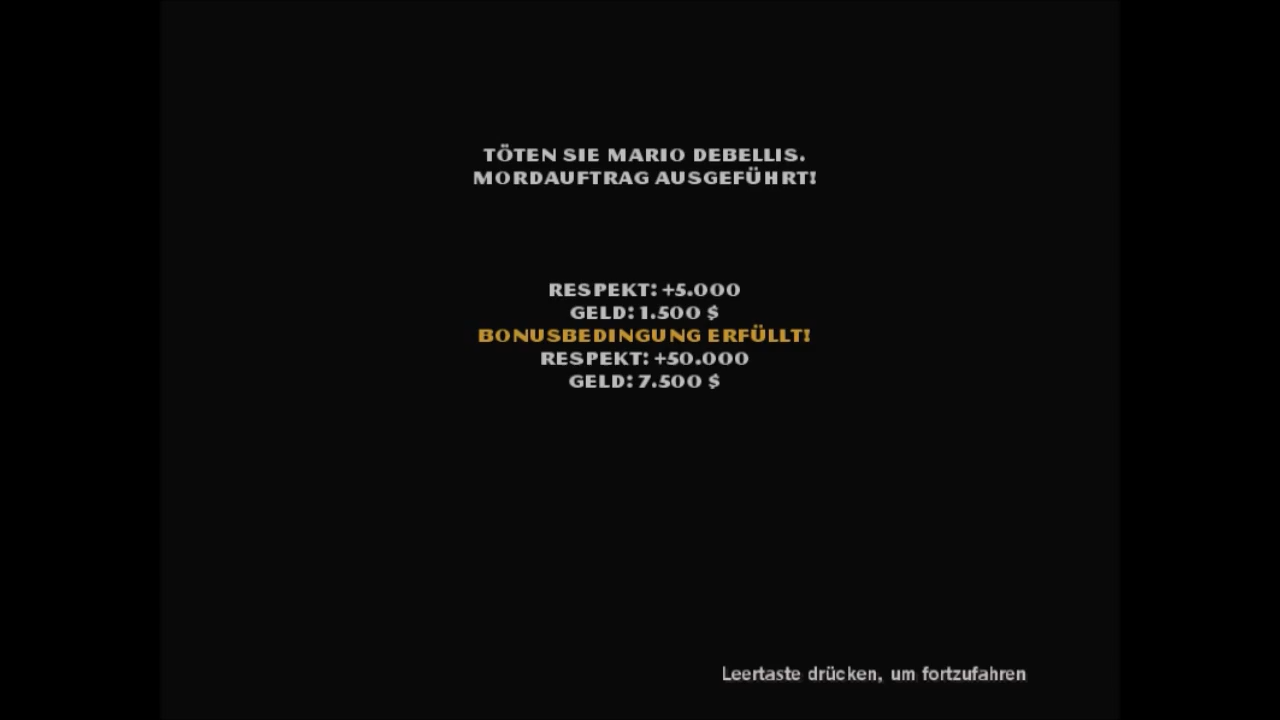 TÖTEN SIE MARIO DEBELLIS.
MORDAUFTRAG AUSGEFÜHRT!
RESPEKT: +5.000
GELD: 1.500 $
BONUSBEDINGUNG ERFÜLLT!
RESPEKT: +50.000
GELD: 7.500 $
Leertaste drücken, um fortzufahren